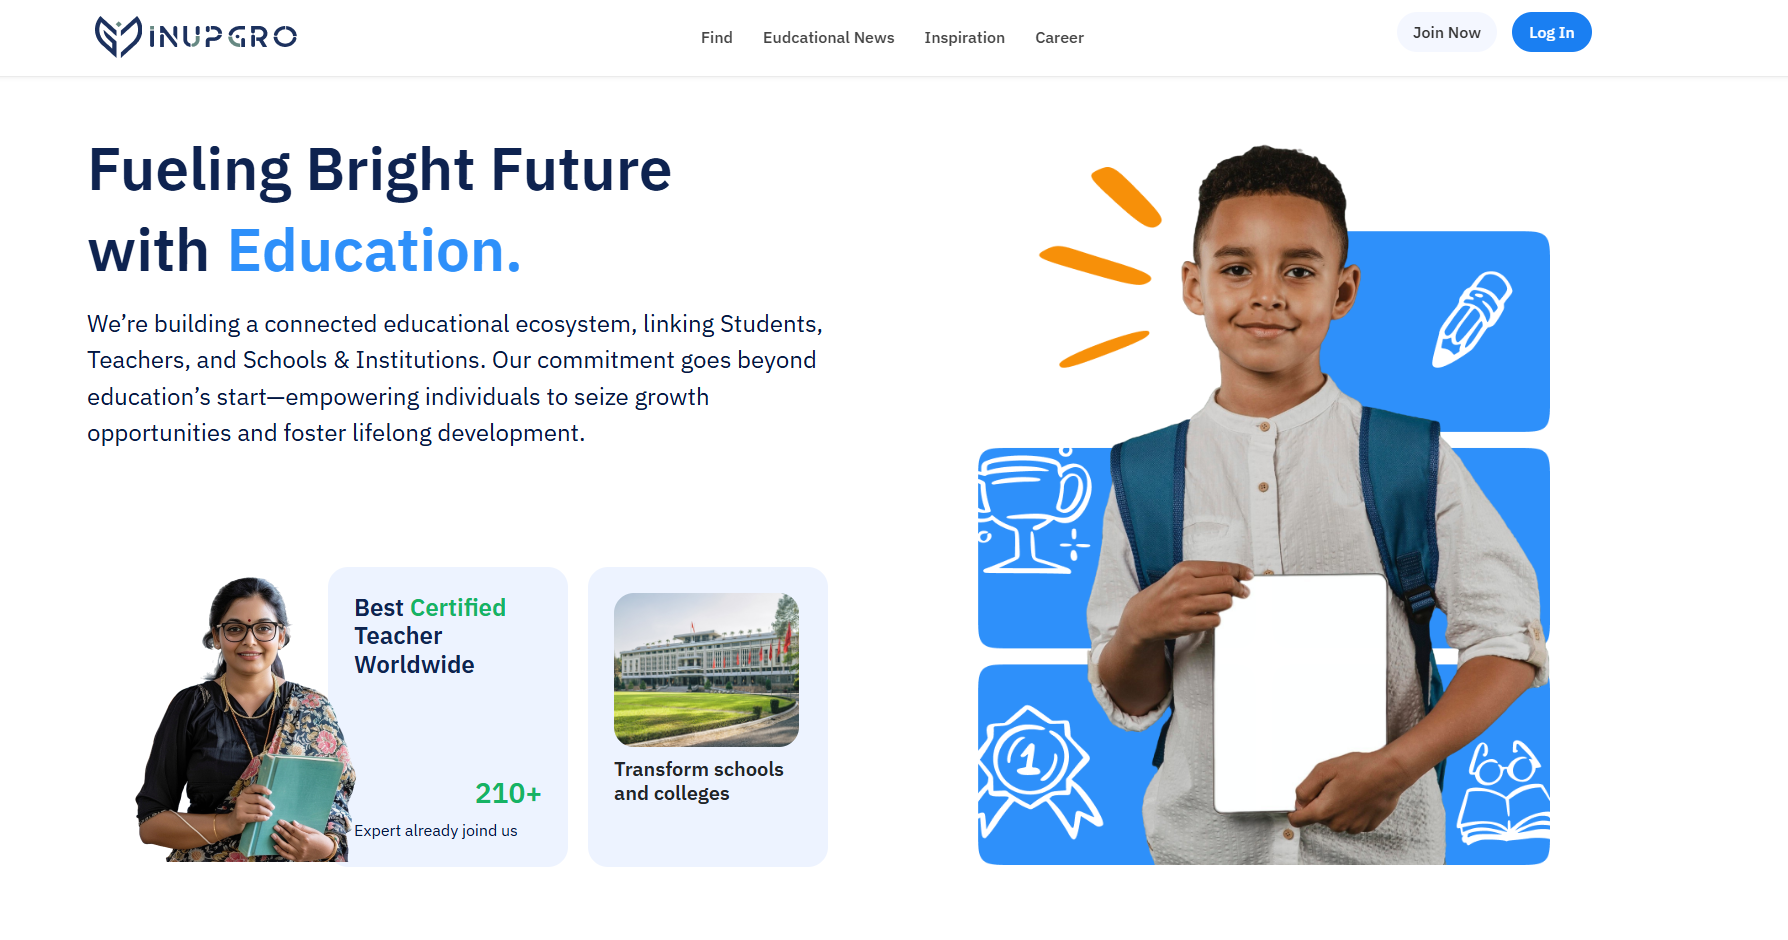 INUPGRO
Find
Eudcational News
Inspiration
Career
Join Now
Log In
Fueling Bright Future
with Education.
We’re building a connected educational ecosystem, linking Students,
Teachers, and Schools & Institutions. Our commitment goes beyond
education’s start—empowering individuals to seize growth
opportunities and foster lifelong development.
Best Certified
Teacher
Worldwide
210+
Expert already joind us
Transform schools
and colleges
1